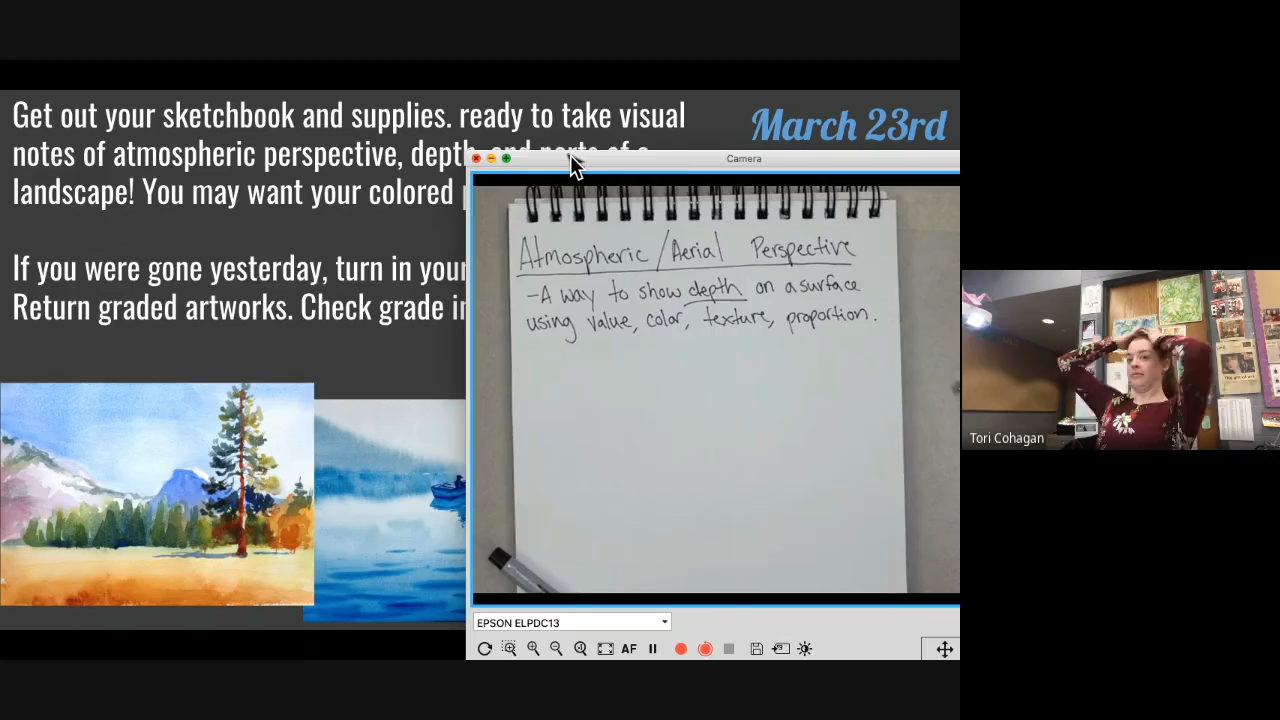 Get out your sketchbook and supplies. ready to take visual
notes of atmospheric perspective, depth, and parts of a
landscape! You may want your colored
If you were gone yesterday, turn in your
Return graded artworks. Check grade in
March 23rd
Camera
Atmospheric / Aerial Perspective
-A way to show depth on a surface
using value, color, texture, proportion.
EPSON ELPDC13
AF
Tori Cohagan